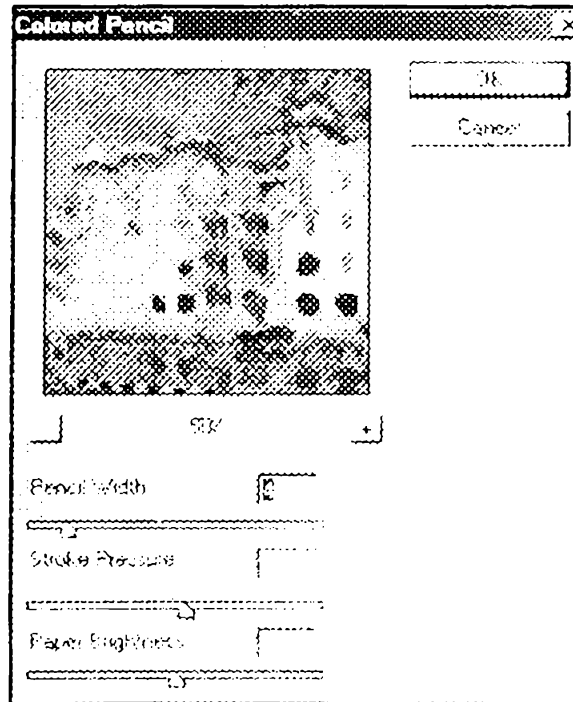 Colored Pencil
OK
Cancel
Pencil Width
Stroke Pressure
Paper Brightness